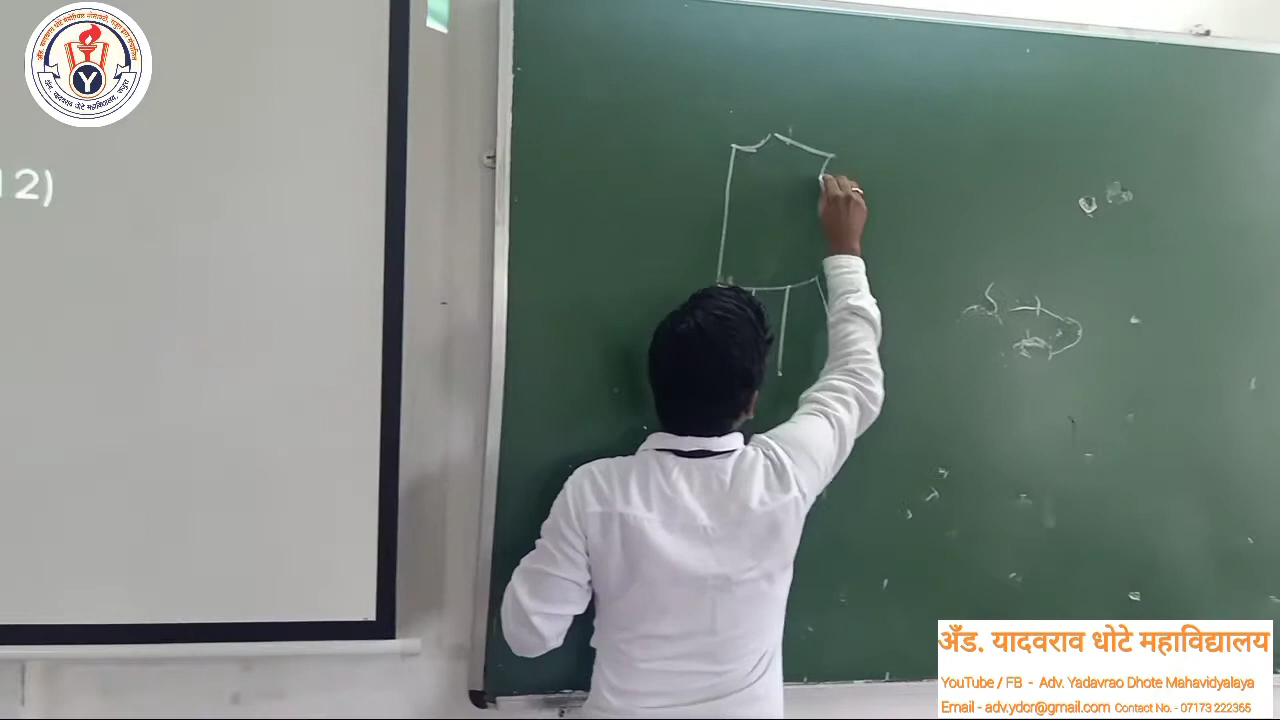 Y
12)
अँड. यादवराव धोटे महाविद्यालय
YouTube / FB - Adv. Yadavrao Dhote Mahavidyalaya
Email - adv.ydcr@gmail.com Contact No. - 07173 222365